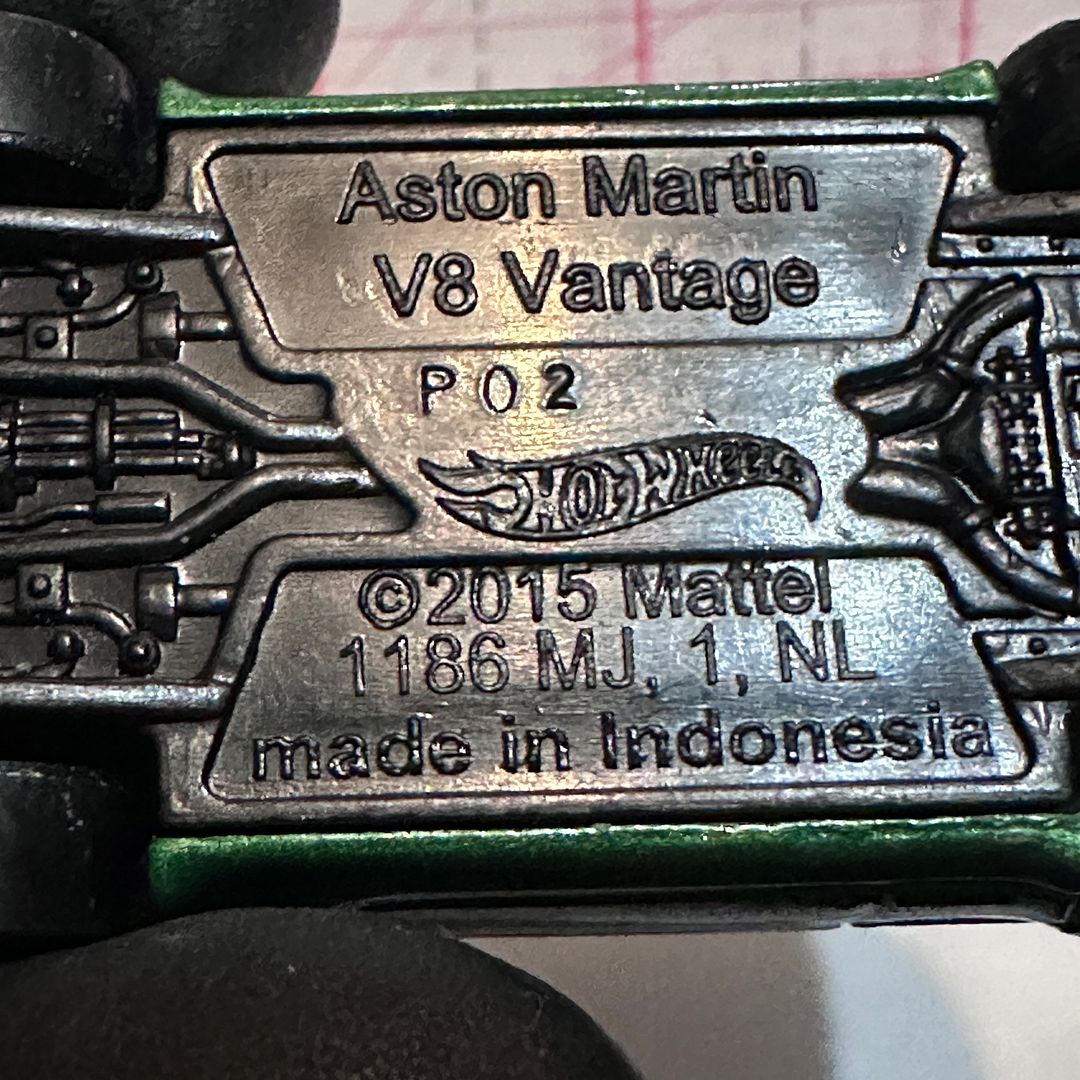 Aston Martin
V8 Vantage
P02
HOT WHEELS
©2015 Mattel
1186 MJ, 1, NL
made in Indonesia